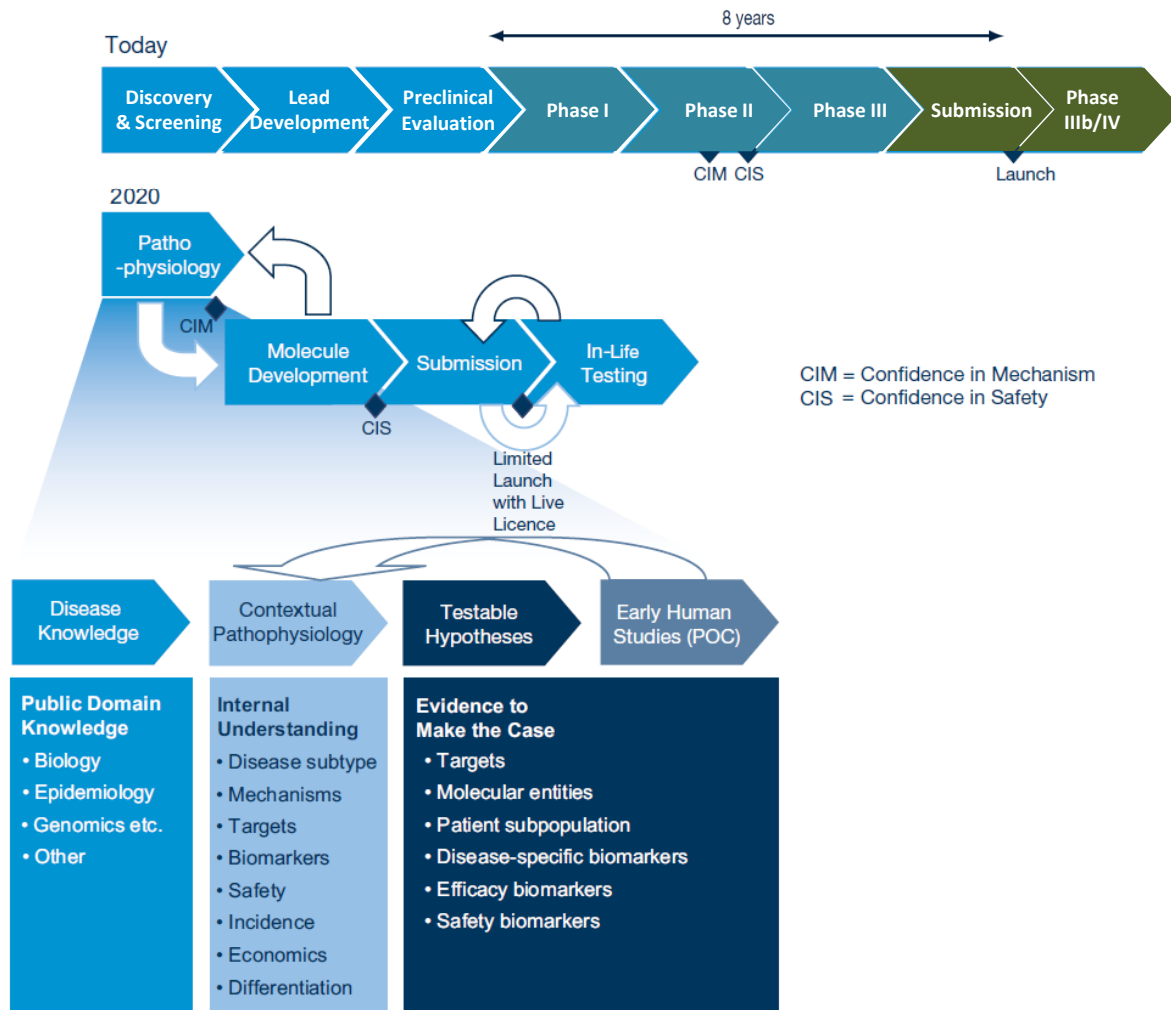 8 years
Today
Discovery
& Screening
Lead
Development
Preclinical
Evaluation
Phase I
Phase II
Phase III
Submission
Phase
IIIb/IV
CIM CIS
Launch
2020
Patho
-physiology
CIM
Molecule
Development
Submission
In-Life
Testing
CIS
CIM = Confidence in Mechanism
CIS = Confidence in Safety
Limited
Launch
with Live
Licence
Disease
Knowledge
Contextual
Pathophysiology
Testable
Hypotheses
Early Human
Studies (POC)
Public Domain
Knowledge
• Biology
• Epidemiology
• Genomics etc.
• Other
Internal
Understanding
• Disease subtype
• Mechanisms
• Targets
• Biomarkers
• Safety
• Incidence
• Economics
• Differentiation
Evidence to
Make the Case
• Targets
• Molecular entities
• Patient subpopulation
• Disease-specific biomarkers
• Efficacy biomarkers
• Safety biomarkers